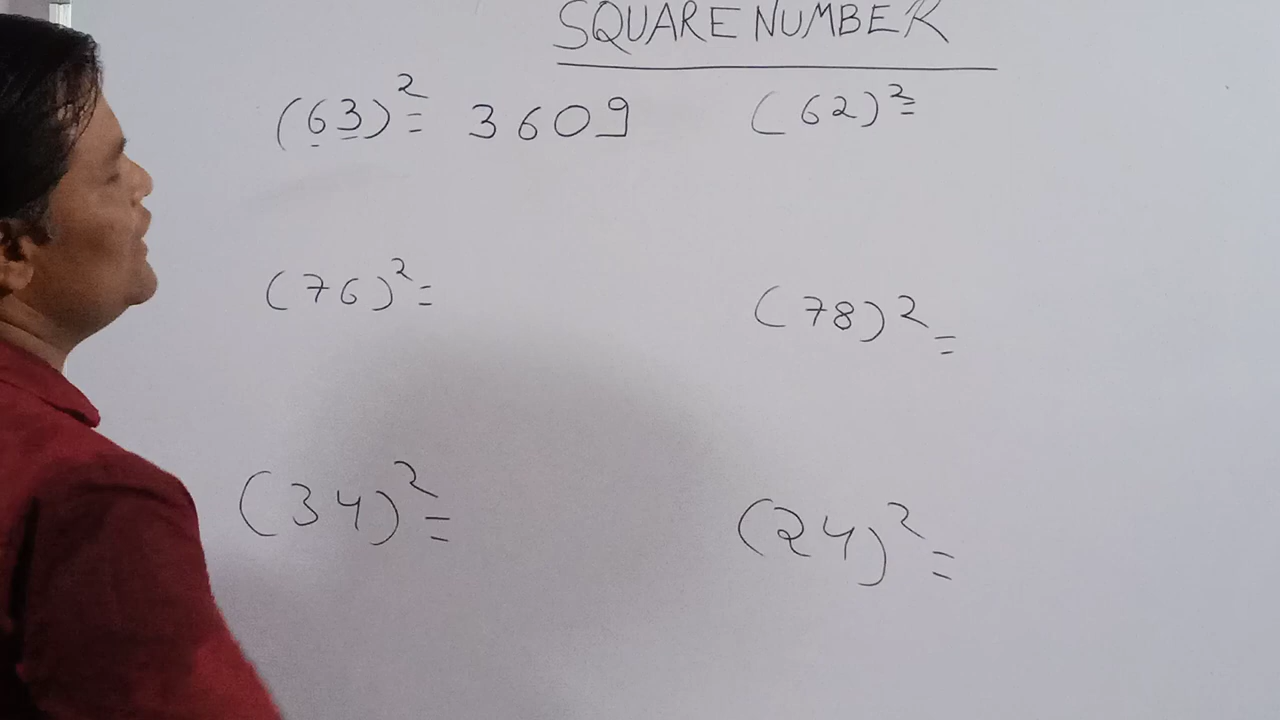 SQUARE NUMBER
(63)² = 3609 (62)² =
(76)² = (78)² =
(34)² = (24)² =